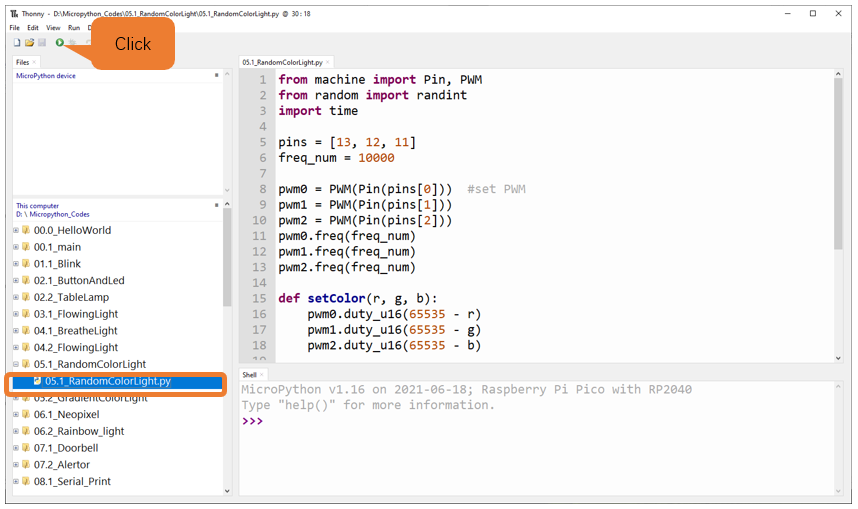 Thonny - D:\Micropython_Codes\05.1_RandomColorLight\05.1_RandomColorLight.py @ 30 : 18
File Edit View Run
Click
Files
MicroPython device
This computer
D: \ Micropython_Codes
00.0_HelloWorld
00.1_main
01.1_Blink
02.1_ButtonAndLed
02.2_TableLamp
03.1_FlowingLight
04.1_BreatheLight
04.2_FlowingLight
05.1_RandomColorLight
05.1_RandomColorLight.py
05.2_GradientColorLight
06.1_Neopixel
06.2_Rainbow_light
07.1_Doorbell
07.2_Alertor
08.1_Serial_Print
05.1_RandomColorLight.py
1 from machine import Pin, PWM
2 from random import randint
3 import time
4
5 pins = [13, 12, 11]
6 freq_num = 10000
7
8 pwm0 = PWM(Pin(pins[0]))  #set PWM
9 pwm1 = PWM(Pin(pins[1]))
10 pwm2 = PWM(Pin(pins[2]))
11 pwm0.freq(freq_num)
12 pwm1.freq(freq_num)
13 pwm2.freq(freq_num)
14
15 def setColor(r, g, b):
16     pwm0.duty_u16(65535 - r)
17     pwm1.duty_u16(65535 - g)
18     pwm2.duty_u16(65535 - b)
Shell
MicroPython v1.16 on 2021-06-18; Raspberry Pi Pico with RP2040
Type "help()" for more information.
>>>